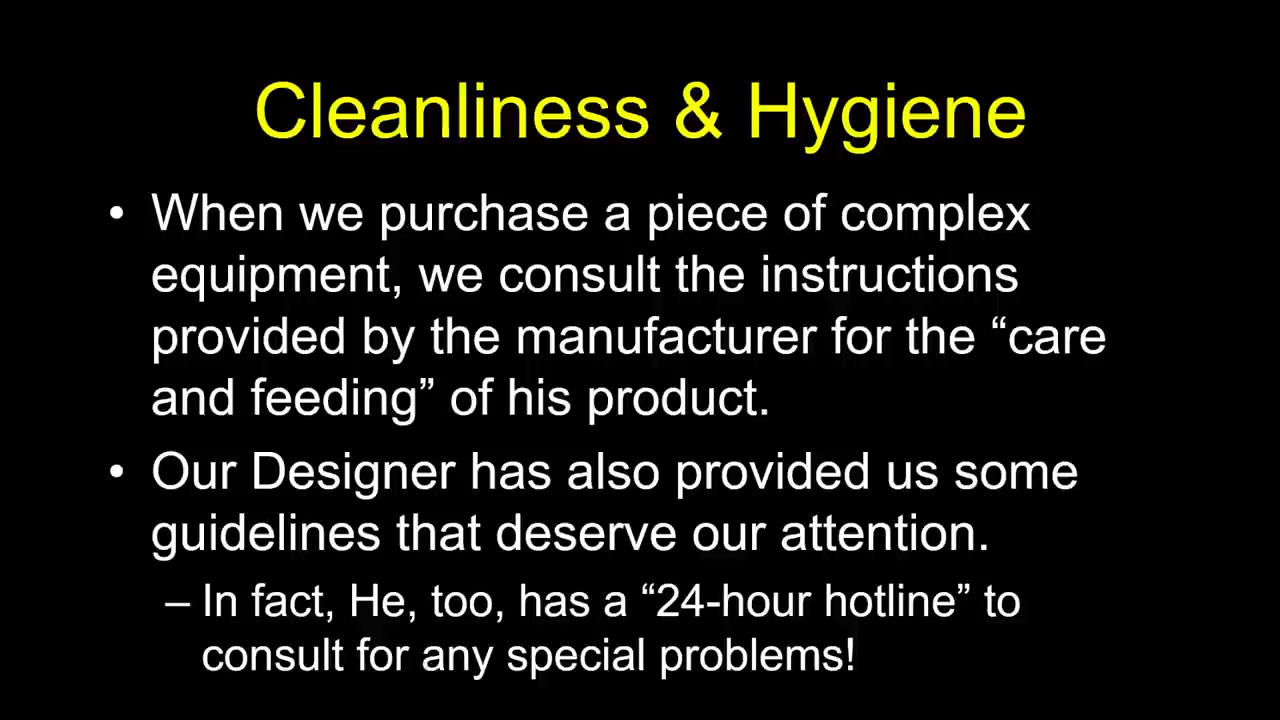 Cleanliness & Hygiene
• When we purchase a piece of complex
equipment, we consult the instructions
provided by the manufacturer for the “care
and feeding” of his product.
• Our Designer has also provided us some
guidelines that deserve our attention.
– In fact, He, too, has a “24-hour hotline” to
consult for any special problems!